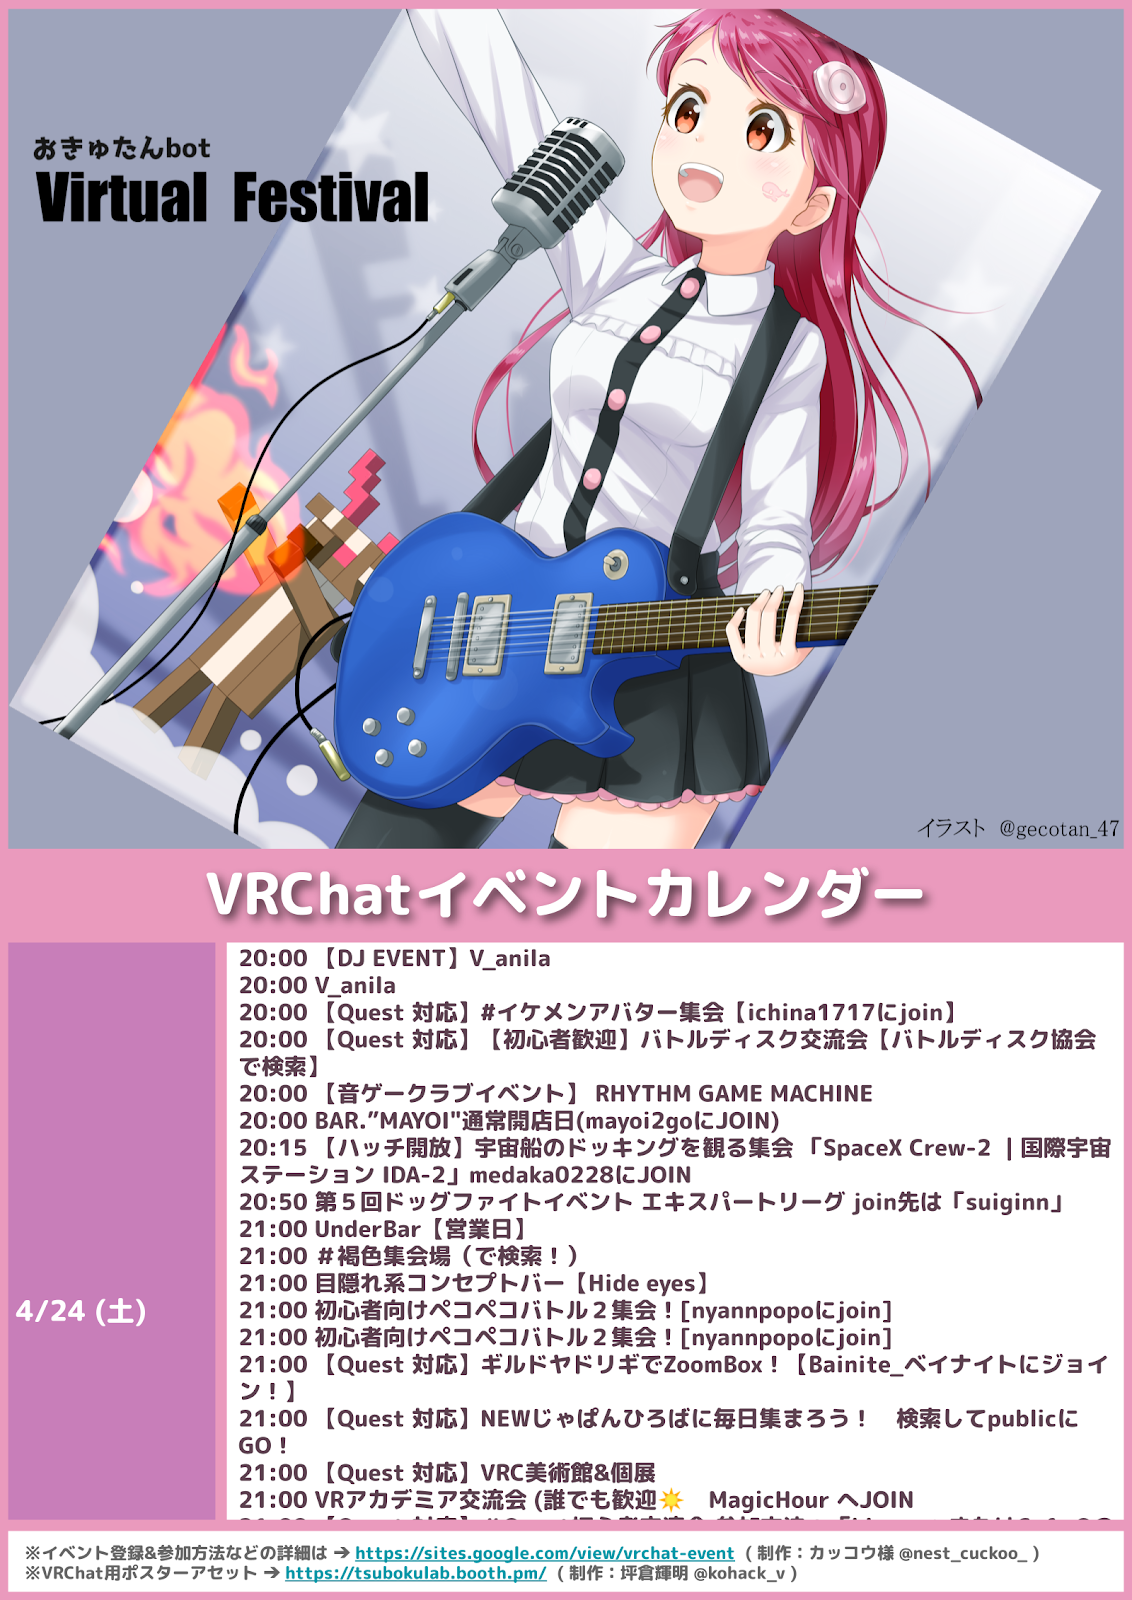 おきゅたんbot
Virtual Festival
イラスト @gecotan_47
VRChatイベントカレンダー
4/24 (土)
20:00 【DJ EVENT】V_anila
20:00 V_anila
20:00 【Quest 対応】#イケメンアバター集会【ichina1717にjoin】
20:00 【Quest 対応】【初心者歓迎】バトルディスク交流会【バトルディスク協会
で検索】
20:00 【音ゲークラブイベント】 RHYTHM GAME MACHINE
20:00 BAR.”MAYOI"通常開店日(mayoi2goにJOIN)
20:15 【ハッチ開放】宇宙船のドッキングを観る集会 「SpaceX Crew-2 | 国際宇宙
ステーション IDA-2」medaka0228にJOIN
20:50 第５回ドッグファイトイベント エキスパートリーグ join先は「suiginn」
21:00 UnderBar【営業日】
21:00 ＃褐色集会場（で検索！）
21:00 目隠れ系コンセプトバー【Hide eyes】
21:00 初心者向けペコペコバトル２集会！[nyannpopoにjoin]
21:00 初心者向けペコペコバトル２集会！[nyannpopoにjoin]
21:00 【Quest 対応】ギルドヤドリギでZoomBox！【Bainite_ベイナイトにジョイ
ン！】
21:00 【Quest 対応】NEWじゃぱんひろばに毎日集まろう！　検索してpublicに
GO！
21:00 【Quest 対応】VRC美術館&個展
21:00 VRアカデミア交流会 (誰でも歓迎☀️　MagicHour へJOIN
※イベント登録&参加方法などの詳細は ➔ https://sites.google.com/view/vrchat-event ( 制作：カッコウ様 @nest_cuckoo_ )
※VRChat用ポスターアセット ➔ https://tsubokulab.booth.pm/ ( 制作：坪倉輝明 @kohack_v )